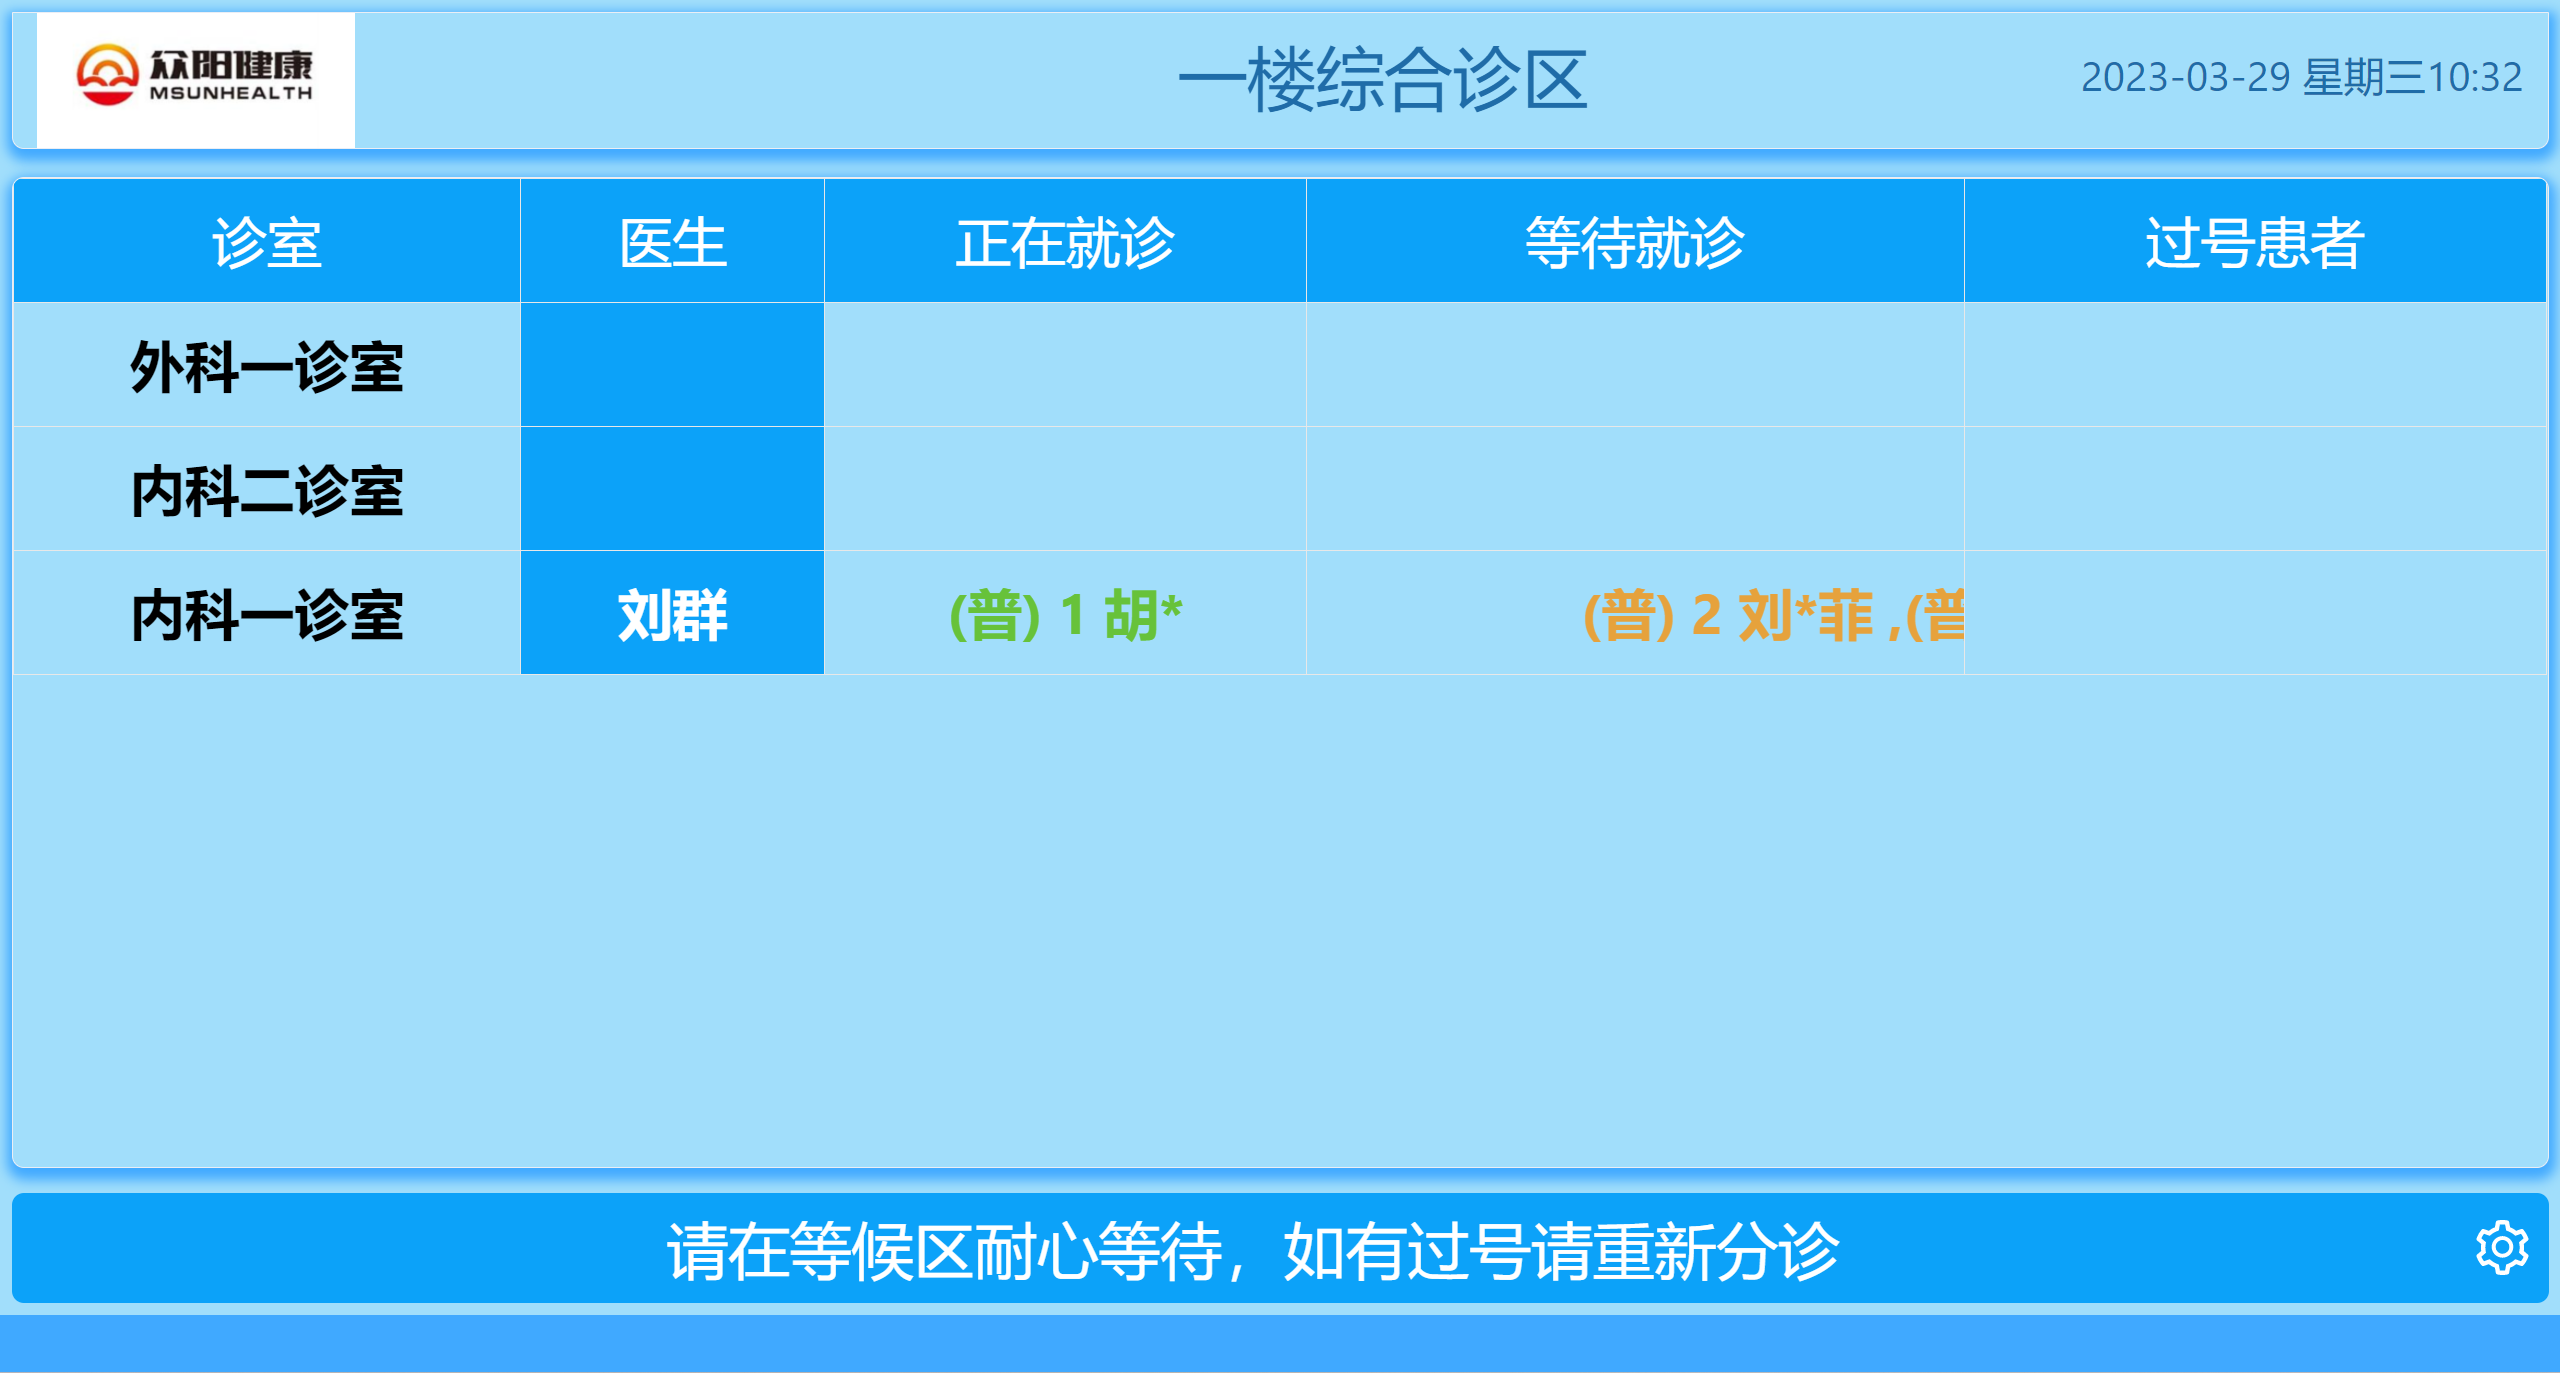 众阳健康
MSUNHEALTH
一楼综合诊区
2023-03-29 星期三10:32
诊室 医生 正在就诊 等待就诊 过号患者
外科一诊室
内科二诊室
内科一诊室 刘群 (普) 1 胡* (普) 2 刘*菲 ,(普
请在等候区耐心等待，如有过号请重新分诊